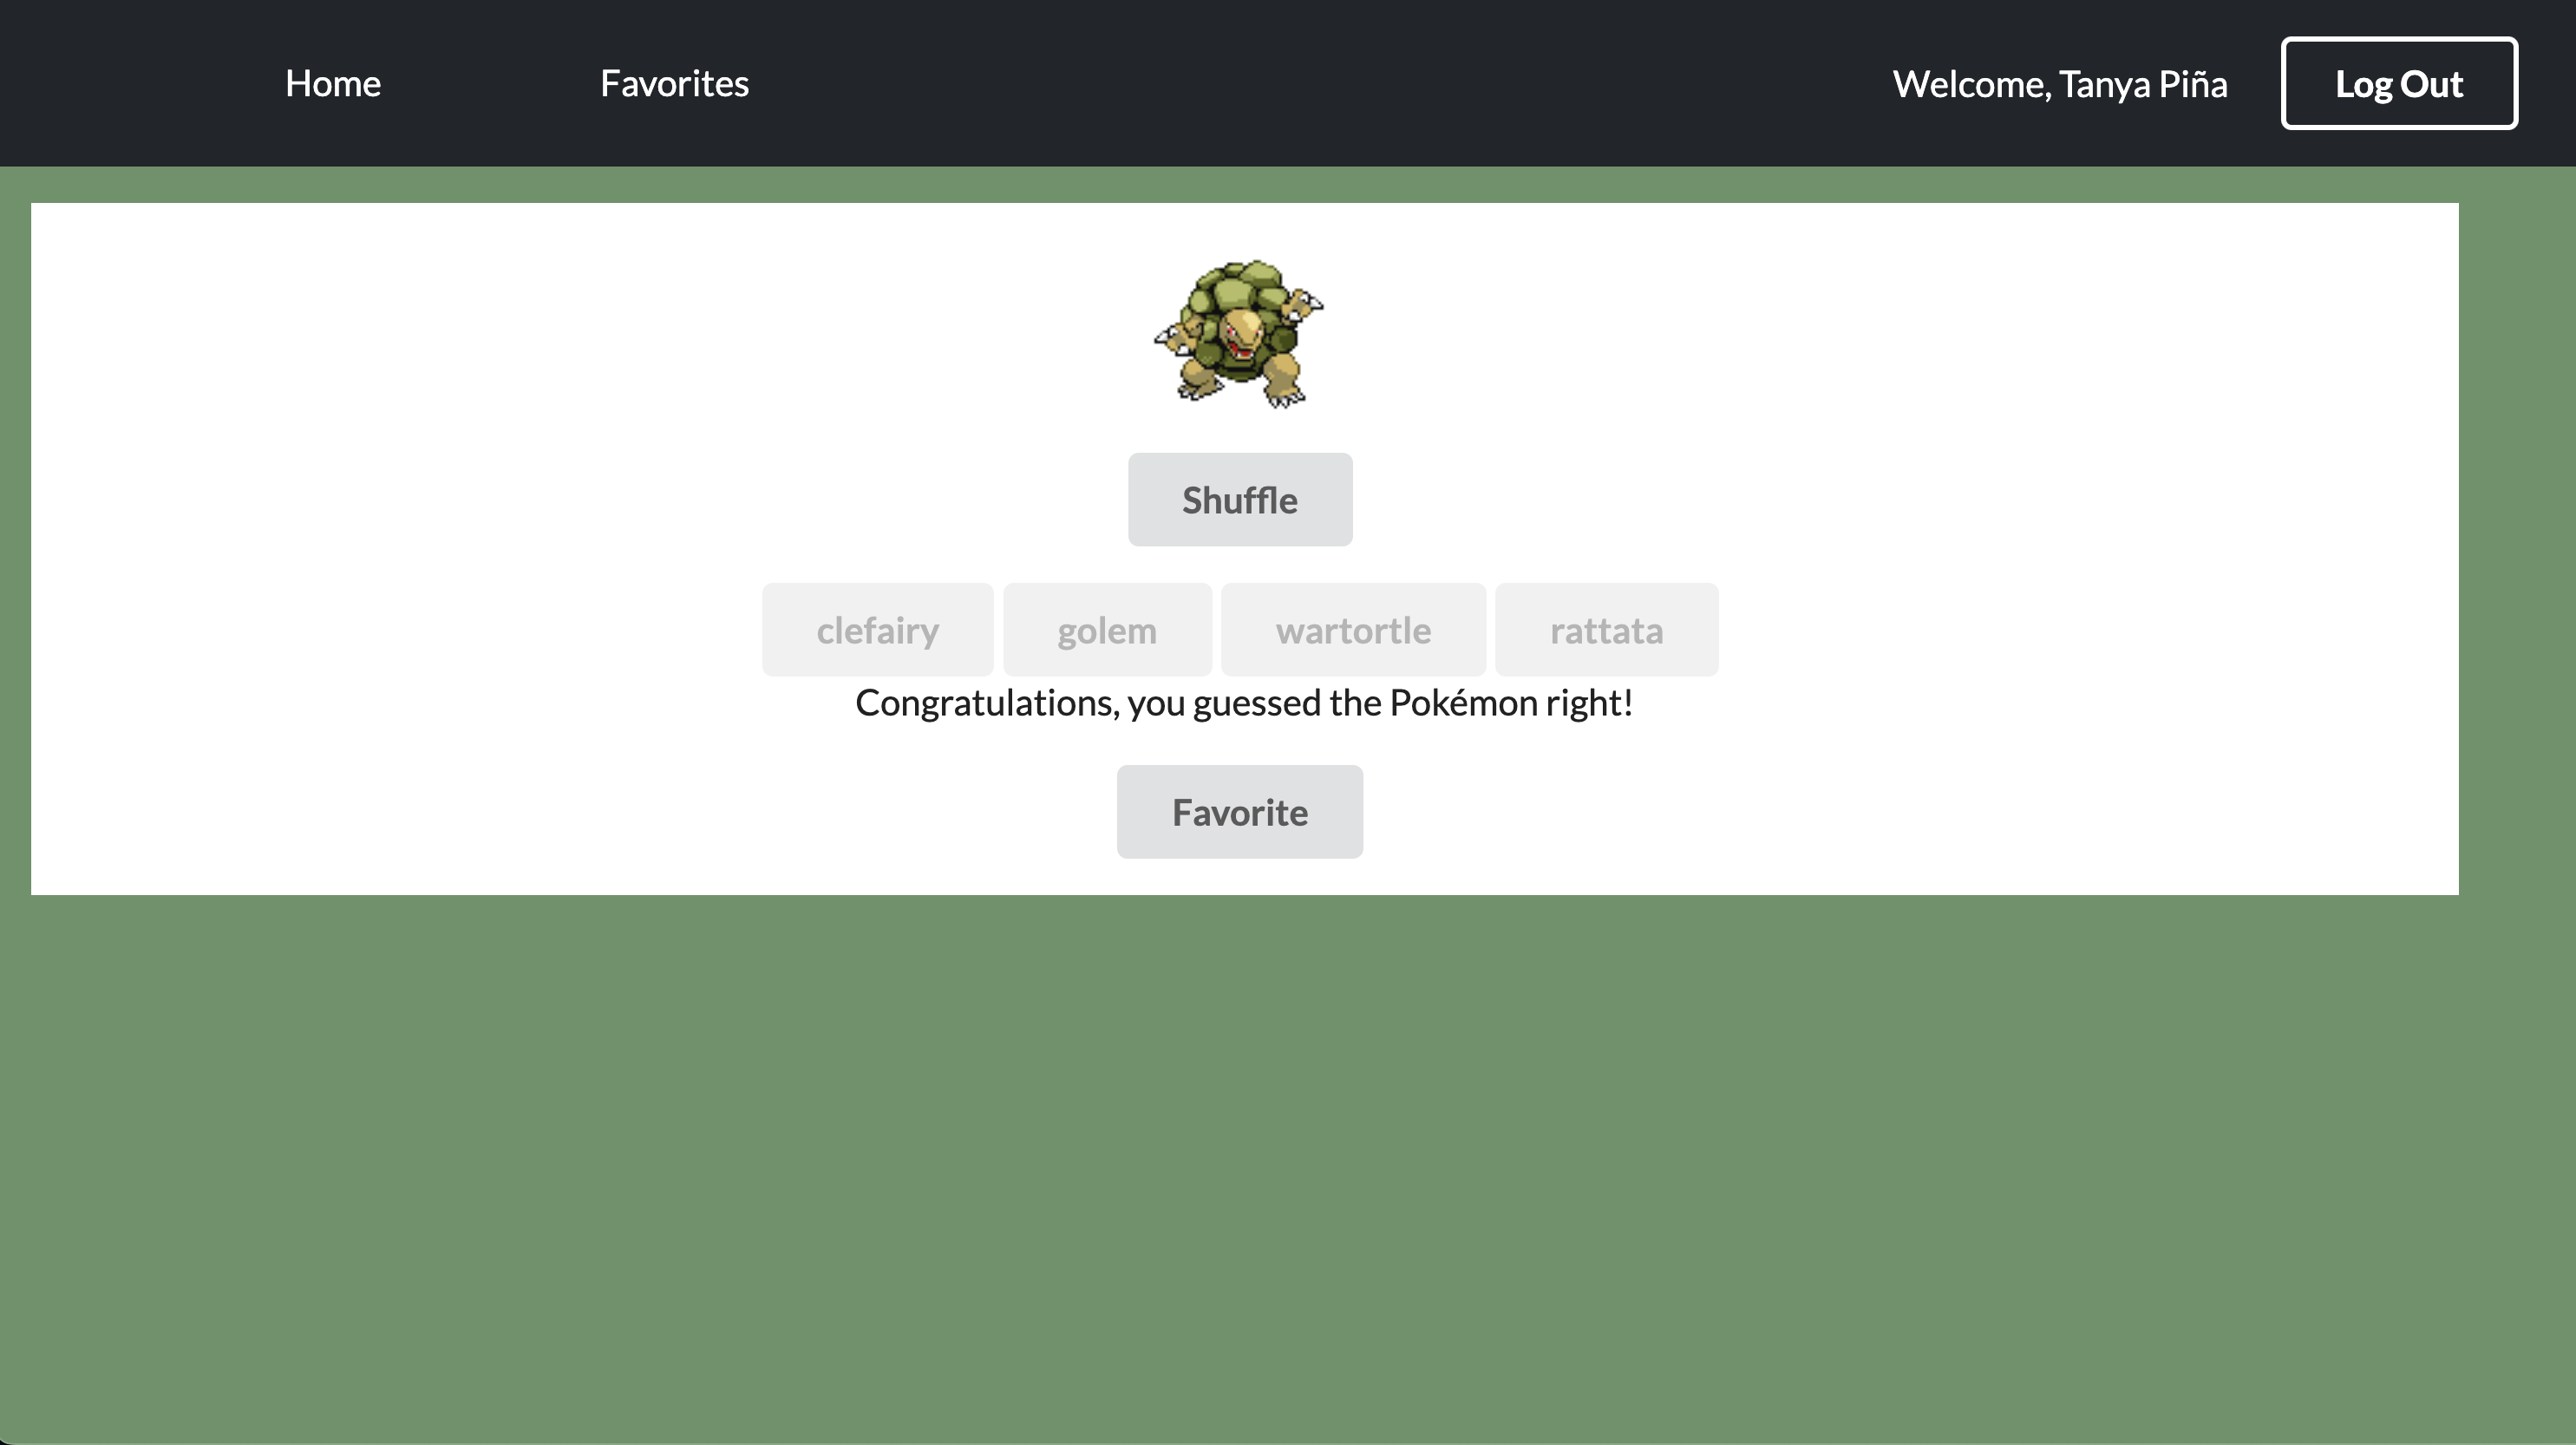 Home Favorites Welcome, Tanya Piña Log Out
Shuffle
clefairy golem wartortle rattata
Congratulations, you guessed the Pokémon right!
Favorite